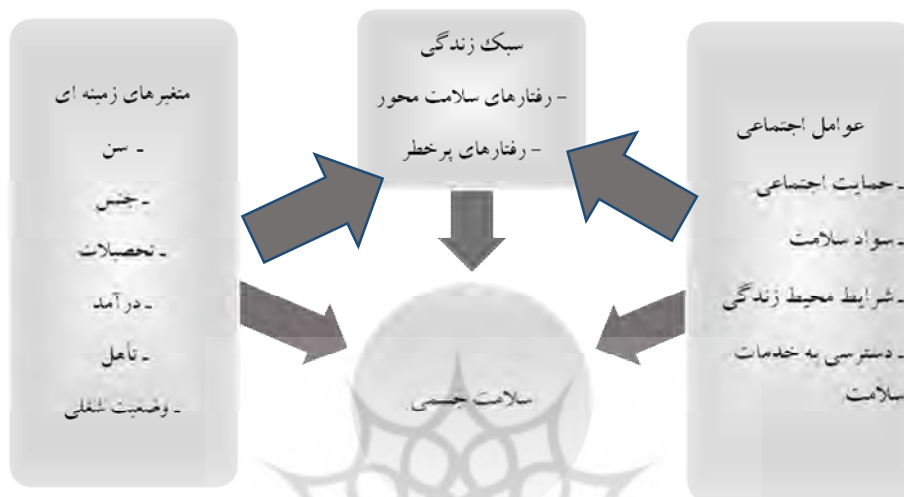 سبک زندگی
- رفتارهای سلامت محور
- رفتارهای پرخطر
عوامل اجتماعی
ـ حمایت اجتماعی
ـ سواد سلامت
ـ شرایط محیط زندگی
ـ دسترسی به خدمات
سلامت
متغیرهای زمینه ای
ـ سن
ـ جنس
ـ تحصیلات
ـ درآمد
ـ تاهل
ـ وضعیت شغلی
سلامت جسمی